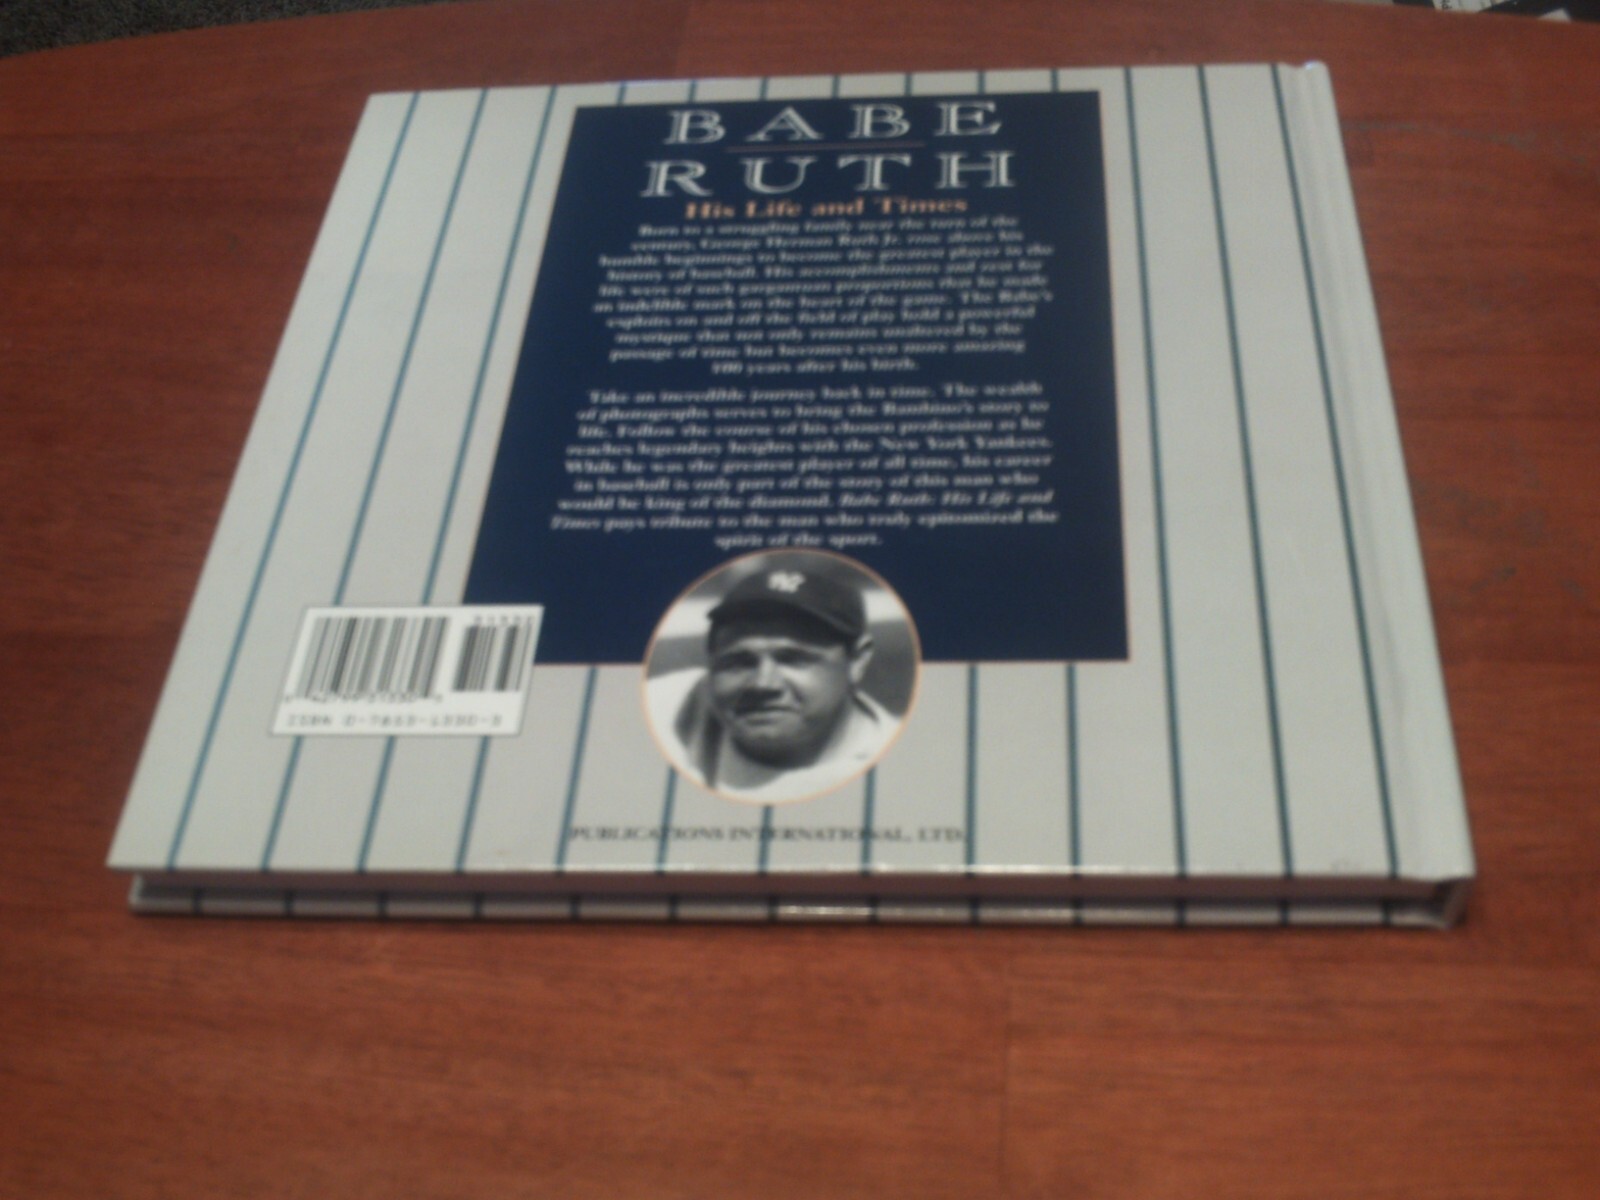 BABE
RUTH
His Life and Times
Born to a struggling family near the turn of the
century, George Herman Ruth Jr. rose above his
humble beginnings to become the greatest player in the
history of baseball. His accomplishments and zest for
life were of such gargantuan proportions that he made
an indelible mark on the heart of the game. The Babe's
exploits on and off the field of play hold a powerful
mystique that not only remains unaltered by the
passage of time but becomes even more amazing
100 years after his birth.
Take an incredible journey back in time. The wealth
of photographs serves to bring the Bambino's story to
life. Follow the course of his chosen profession as he
reaches legendary heights with the New York Yankees.
While he was the greatest player of all time, his career
in baseball is only part of the story of this man who
would be king of the diamond. Babe Ruth: His Life and
Times pays tribute to the man who truly epitomized the
spirit of the sport.
NY
ISBN 0-7853-1330-3
PUBLICATIONS INTERNATIONAL, LTD.